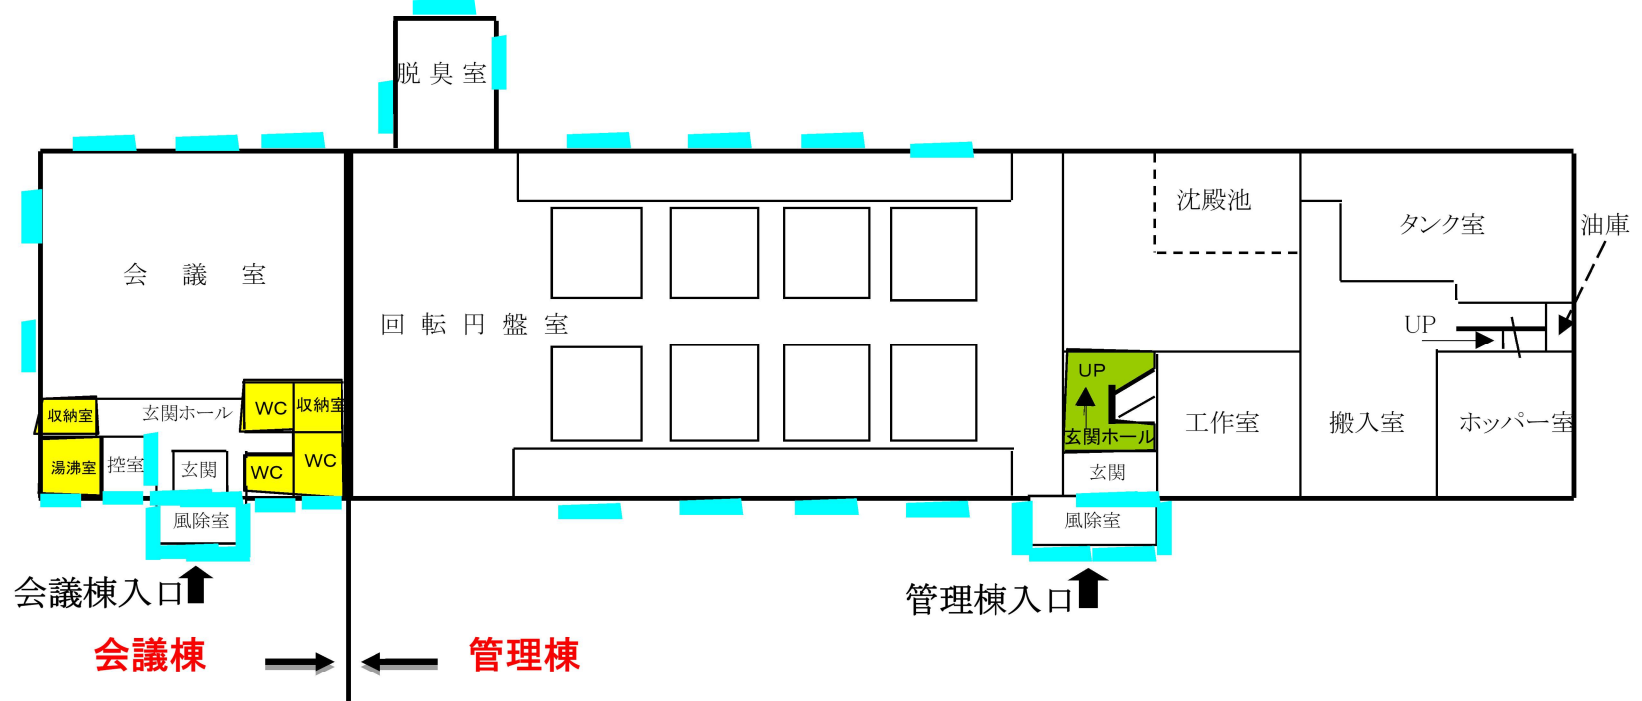 脱臭室
沈殿池
タンク室
油庫
会議室
回転円盤室
UP
UP
収納室
玄関ホール
WC
収納室
玄関ホール
工作室
搬入室
ホッパー室
湯沸室
控室
玄関
WC
WC
玄関
風除室
風除室
会議棟入口
管理棟入口
会議棟
管理棟